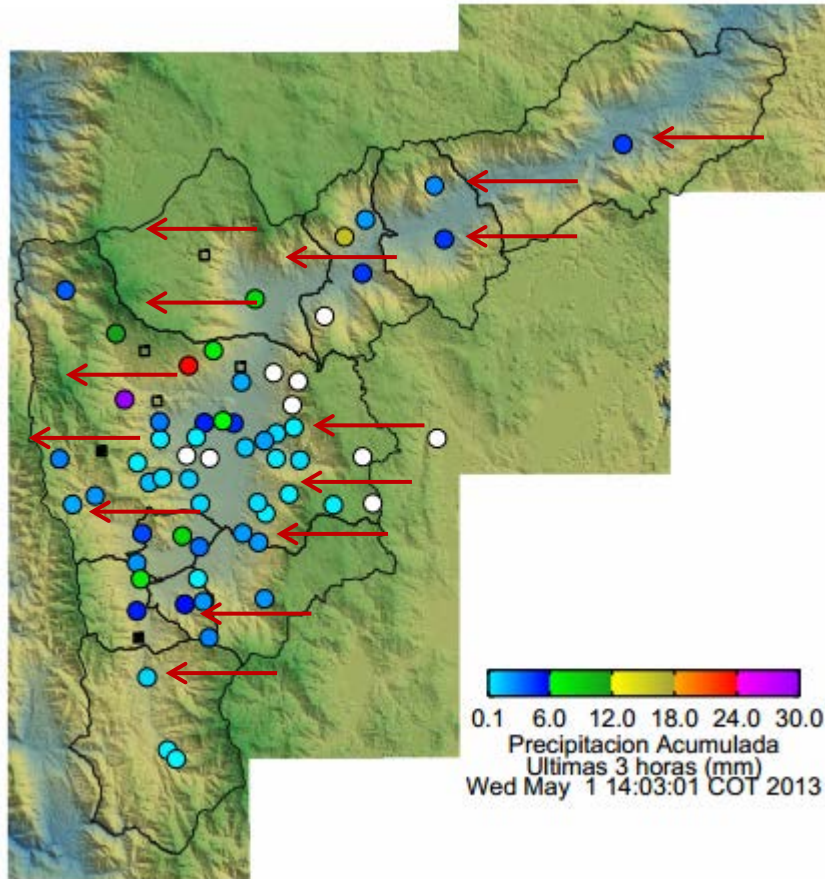 0.1 6.0 12.0 18.0 24.0 30.0
Precipitacion Acumulada
Ultimas 3 horas (mm)
Wed May 1 14:03:01 COT 2013